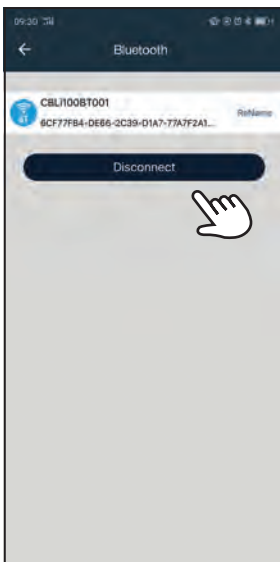 09:30
Bluetooth
CBLI100BT001
ReName
6CF77FB4-DE66-2C39-D1A7-77A7F2A1...
Disconnect